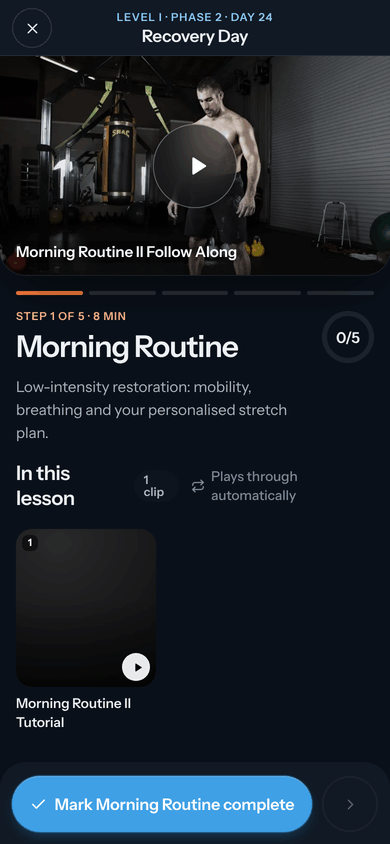 LEVEL I · PHASE 2 · DAY 24
Recovery Day
SMAC
Morning Routine II Follow Along
STEP 1 OF 5 · 8 MIN
Morning Routine
0/5
Low-intensity restoration: mobility,
breathing and your personalised stretch
plan.
In this
lesson
1
clip
Plays through
automatically
1
Morning Routine II
Tutorial
Mark Morning Routine complete